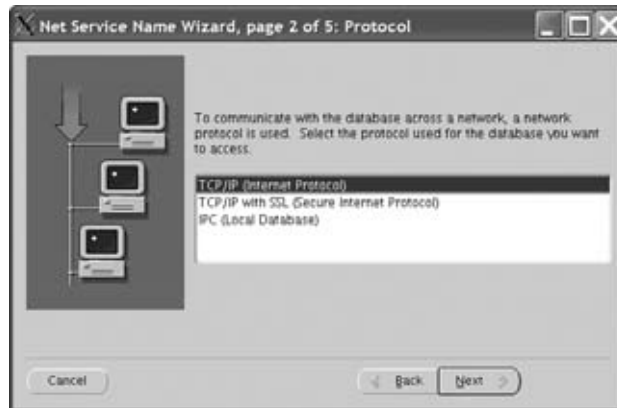 Net Service Name Wizard, page 2 of 5: Protocol
To communicate with the database across a network, a network
protocol is used. Select the protocol used for the database you want
to access.
TCP/IP (Internet Protocol)
TCP/IP with SSL (Secure Internet Protocol)
IPC (Local Database)
Cancel
Back
Next